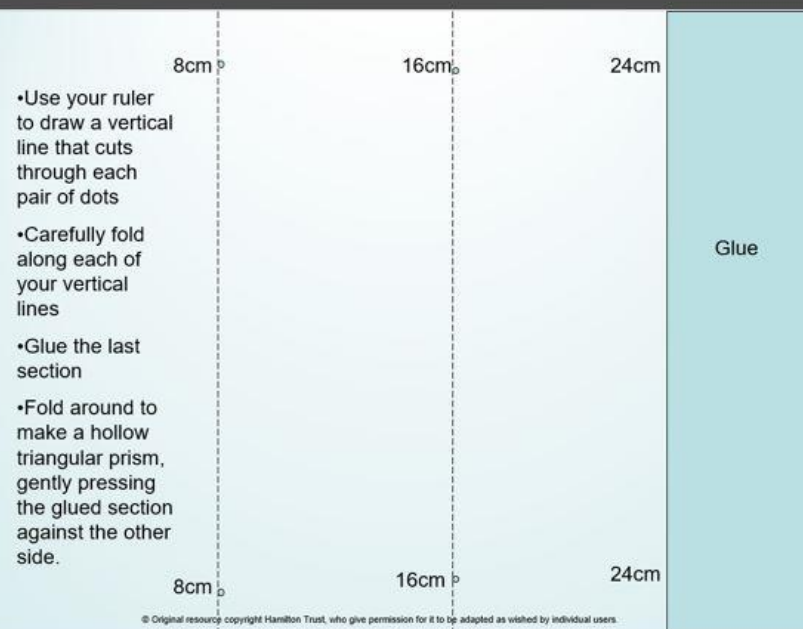 8cm 16cm 24cm
•Use your ruler
to draw a vertical
line that cuts
through each
pair of dots
•Carefully fold
along each of
your vertical
lines
Glue
•Glue the last
section
•Fold around to
make a hollow
triangular prism,
gently pressing
the glued section
against the other
side.
8cm 16cm 24cm
© Original resource copyright Hamilton Trust, who give permission for it to be adapted as wished by individual users.